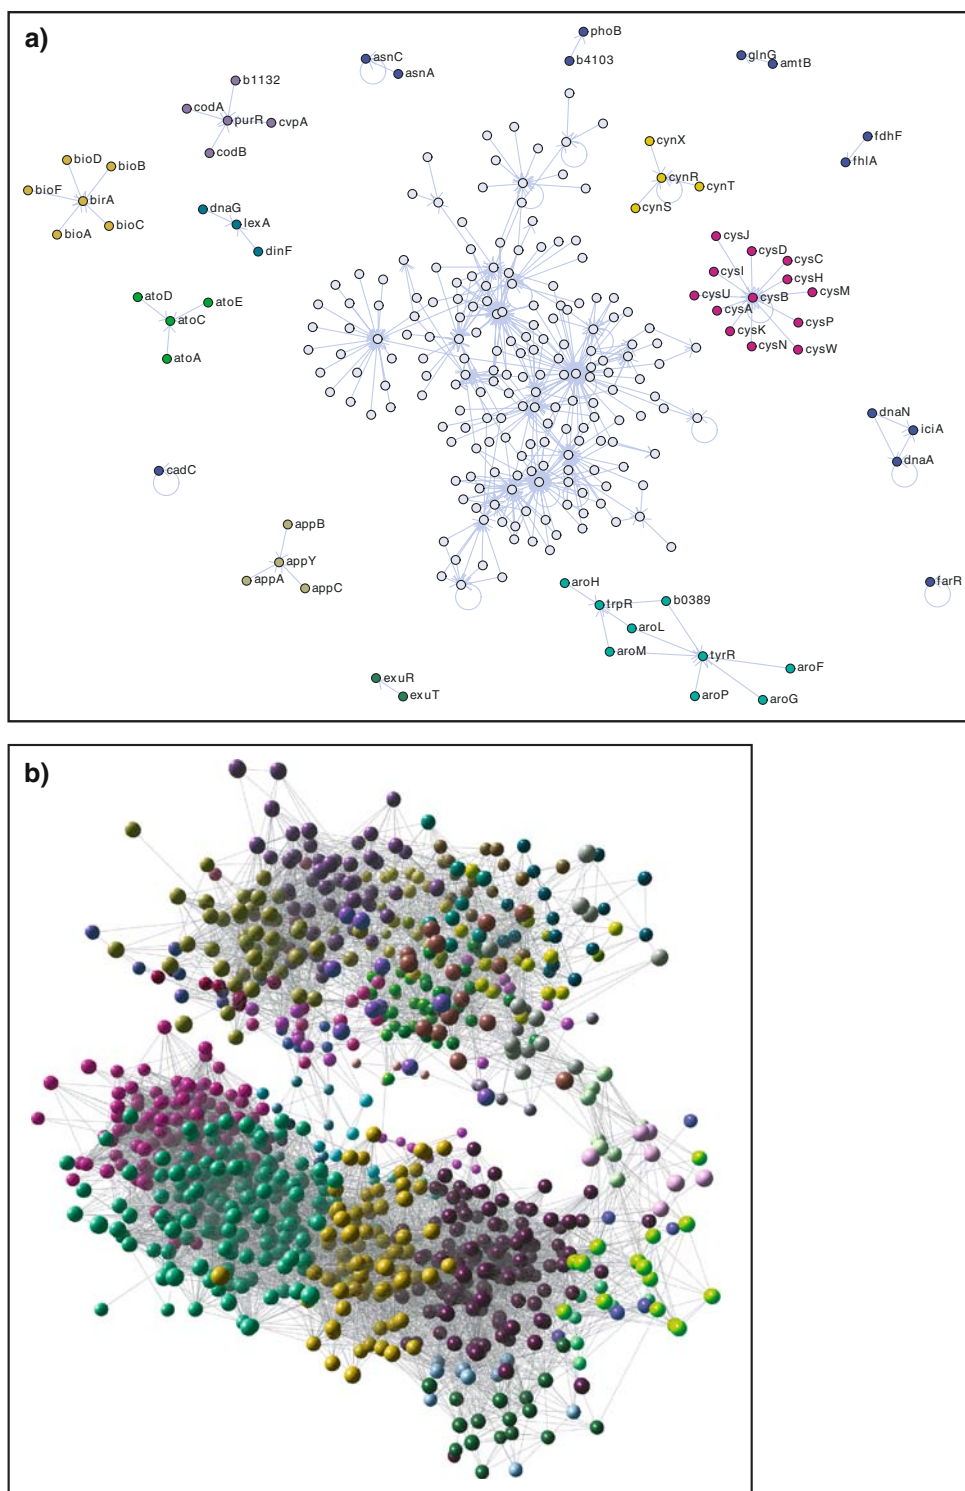 a)
phoB
b4103
asnC
asnA
glnG
amtB
b1132
codA
purR
cvpA
codB
fdhF
fhlA
cynX
cynR
cynT
cynS
bioD
bioB
bioF
birA
bioC
bioA
dnaG
lexA
dinF
cysJ
cysD
cysC
cysI
cysH
cysU
cysB
cysM
cysA
cysP
cysK
cysN
cysW
atoD
atoE
atoC
atoA
dnaN
iciA
dnaA
cadC
appB
appY
appA
appC
farR
aroH
trpR
b0389
aroL
aroM
tyrR
aroF
aroP
aroG
exuR
exuT
b)